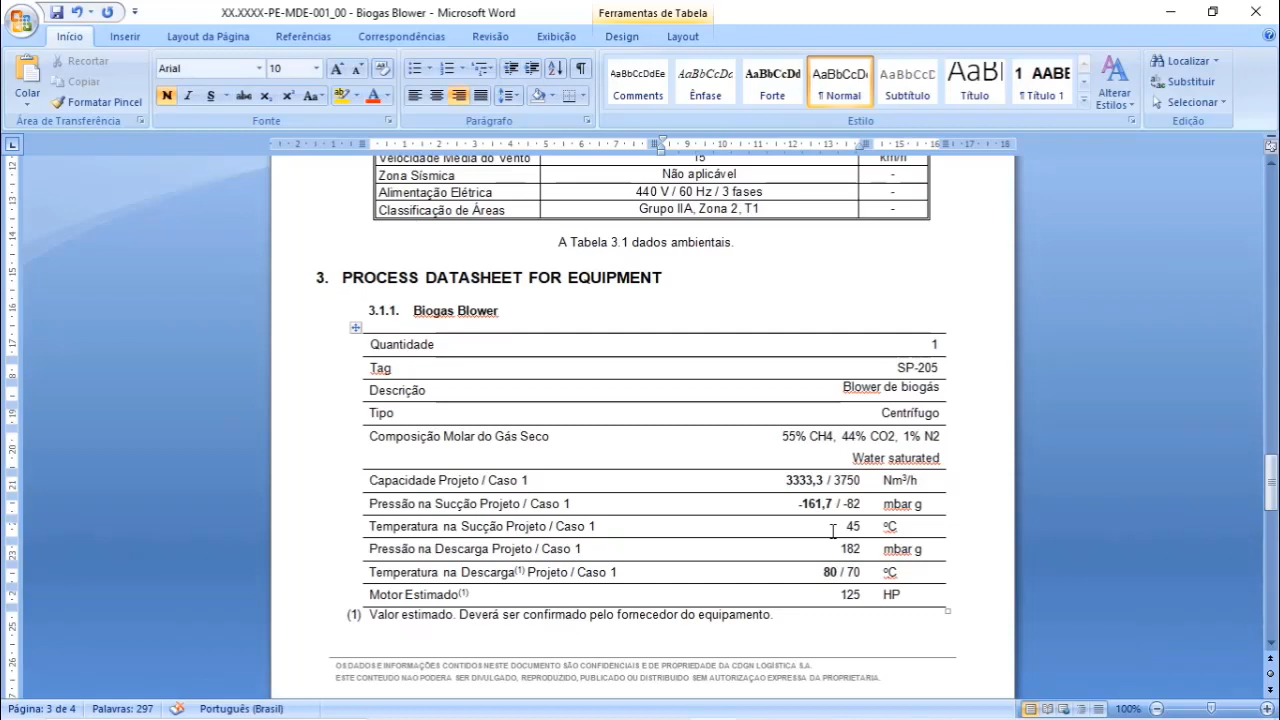 XX.XXXX-PE-MDE-001_00 - Biogas Blower - Microsoft Word
Ferramentas de Tabela
Início Inserir Layout da Página Referências Correspondências Revisão Exibição Design Layout
Colar
Recortar
Copiar
Formatar Pincel
Área de Transferência
Arial 10
N I S abc x₂ x² Aa
Fonte
Parágrafo
AaBbCcDdEe AaBbCcDc AaBbCcDd AaBbCcDc AaBbCcD AaBbC 1 AABE
Comments Ênfase Forte ¶ Normal Subtítulo Título ¶ Título 1
Alterar Estilos
Estilo
Localizar
Substituir
Selecionar
Edição
Velocidade Média do Vento 15 km/h
Zona Sísmica Não aplicável -
Alimentação Elétrica 440 V / 60 Hz / 3 fases -
Classificação de Áreas Grupo IIA, Zona 2, T1 -
A Tabela 3.1 dados ambientais.
3. PROCESS DATASHEET FOR EQUIPMENT
3.1.1. Biogas Blower
Quantidade 1
Tag SP-205
Descrição Blower de biogás
Tipo Centrífugo
Composição Molar do Gás Seco 55% CH4, 44% CO2, 1% N2
Water saturated
Capacidade Projeto / Caso 1 3333,3 / 3750 Nm³/h
Pressão na Sucção Projeto / Caso 1 -161,7 / -82 mbar g
Temperatura na Sucção Projeto / Caso 1 45 ºC
Pressão na Descarga Projeto / Caso 1 182 mbar g
Temperatura na Descarga⁽¹⁾ Projeto / Caso 1 80 / 70 ºC
Motor Estimado⁽¹⁾ 125 HP
(1) Valor estimado. Deverá ser confirmado pelo fornecedor do equipamento.
OS DADOS E INFORMAÇÕES CONTIDOS NESTE DOCUMENTO SÃO CONFIDENCIAIS E DE PROPRIEDADE DA CDGN LOGÍSTICA S.A.
ESTE CONTEUDO NAO PODERA SER DIVULGADO, REPRODUZIDO, PUBLICADO OU DISTRIBUIDO SEM AUTORIZAÇAO EXPRESSA DA PROPRIETARIA.
Página: 3 de 4 Palavras: 297 Português (Brasil) 100%